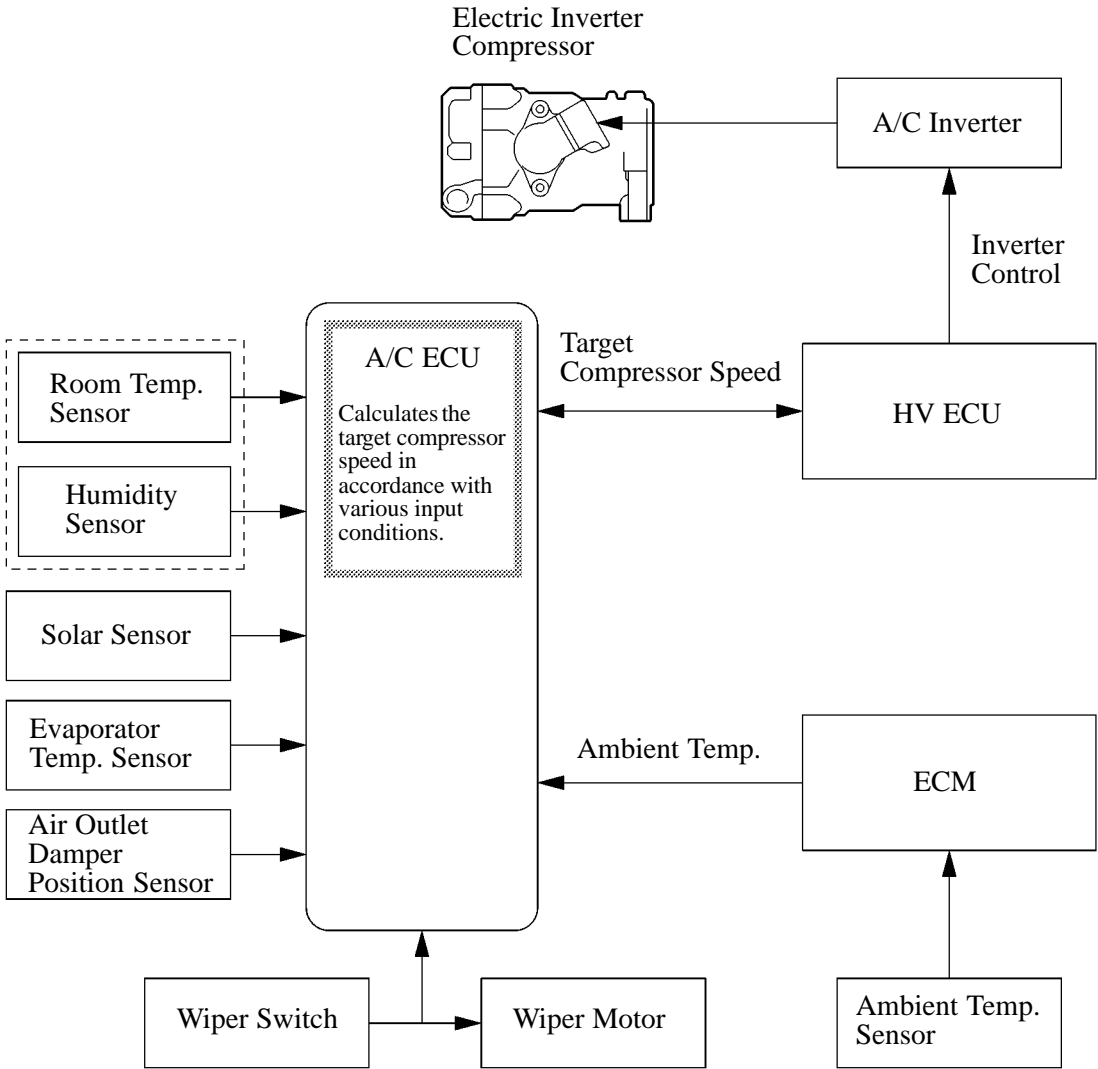 Electric Inverter
Compressor
A/C Inverter
Inverter
Control
A/C ECU
Calculates the
target compressor
speed in
accordance with
various input
conditions.
Target
Compressor Speed
HV ECU
Room Temp.
Sensor
Humidity
Sensor
Solar Sensor
Evaporator
Temp. Sensor
Air Outlet
Damper
Position Sensor
Ambient Temp.
ECM
Wiper Switch
Wiper Motor
Ambient Temp.
Sensor